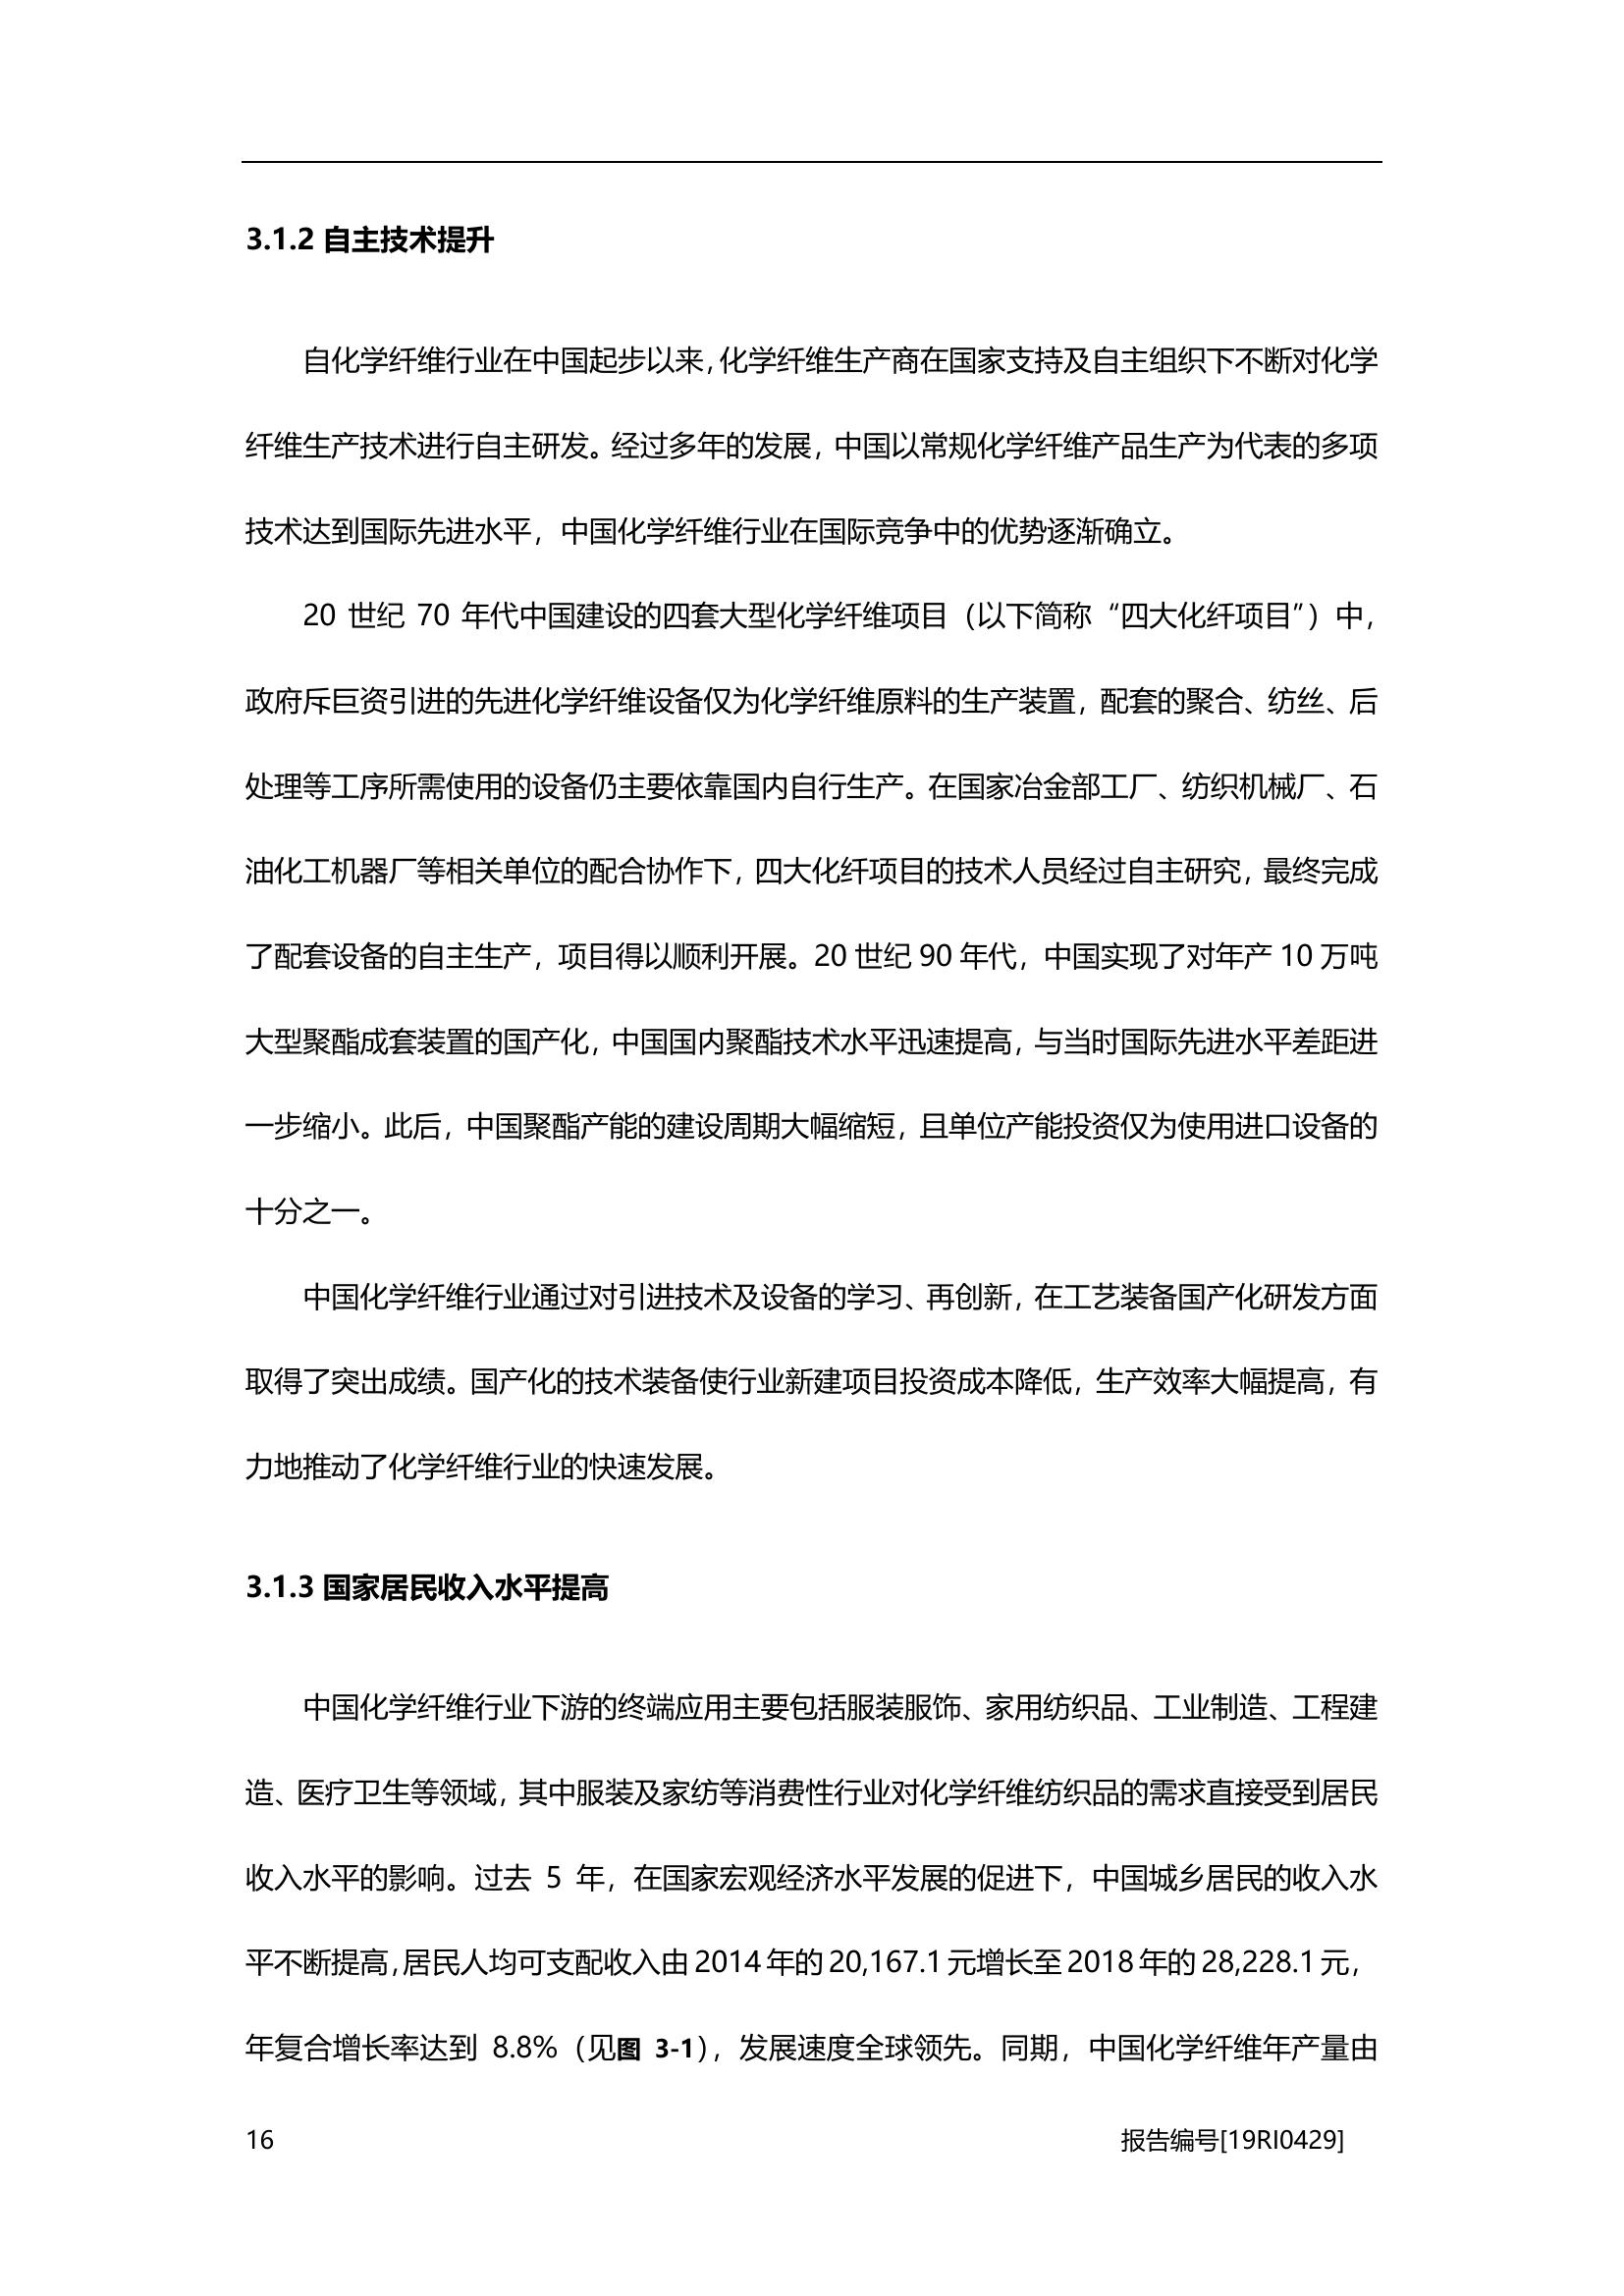 3.1.2 自主技术提升
自化学纤维行业在中国起步以来，化学纤维生产商在国家支持及自主组织下不断对化学
纤维生产技术进行自主研发。经过多年的发展，中国以常规化学纤维产品生产为代表的多项
技术达到国际先进水平，中国化学纤维行业在国际竞争中的优势逐渐确立。
20 世纪 70 年代中国建设的四套大型化学纤维项目（以下简称“四大化纤项目”）中，
政府斥巨资引进的先进化学纤维设备仅为化学纤维原料的生产装置，配套的聚合、纺丝、后
处理等工序所需使用的设备仍主要依靠国内自行生产。在国家冶金部工厂、纺织机械厂、石
油化工机器厂等相关单位的配合协作下，四大化纤项目的技术人员经过自主研究，最终完成
了配套设备的自主生产，项目得以顺利开展。20 世纪 90 年代，中国实现了对年产 10 万吨
大型聚酯成套装置的国产化，中国国内聚酯技术水平迅速提高，与当时国际先进水平差距进
一步缩小。此后，中国聚酯产能的建设周期大幅缩短，且单位产能投资仅为使用进口设备的
十分之一。
中国化学纤维行业通过对引进技术及设备的学习、再创新，在工艺装备国产化研发方面
取得了突出成绩。国产化的技术装备使行业新建项目投资成本降低，生产效率大幅提高，有
力地推动了化学纤维行业的快速发展。
3.1.3 国家居民收入水平提高
中国化学纤维行业下游的终端应用主要包括服装服饰、家用纺织品、工业制造、工程建
造、医疗卫生等领域，其中服装及家纺等消费性行业对化学纤维纺织品的需求直接受到居民
收入水平的影响。过去 5 年，在国家宏观经济水平发展的促进下，中国城乡居民的收入水
平不断提高，居民人均可支配收入由 2014 年的 20,167.1 元增长至 2018 年的 28,228.1 元，
年复合增长率达到 8.8%（见图 3-1），发展速度全球领先。同期，中国化学纤维年产量由
16 报告编号[19RI0429]